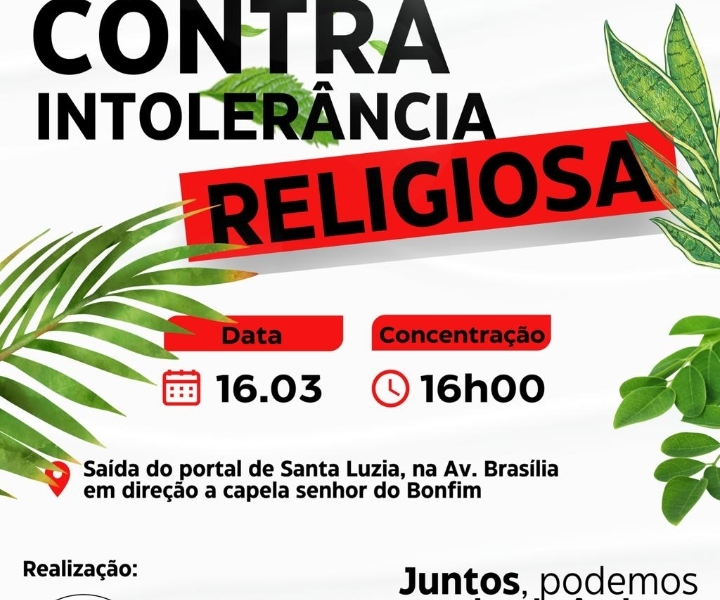 CONTRA
INTOLERÂNCIA
RELIGIOSA
Data
Concentração
16.03
16h00
Saída do portal de Santa Luzia, na Av. Brasília
em direção a capela senhor do Bonfim
Realização:
Juntos, podemos